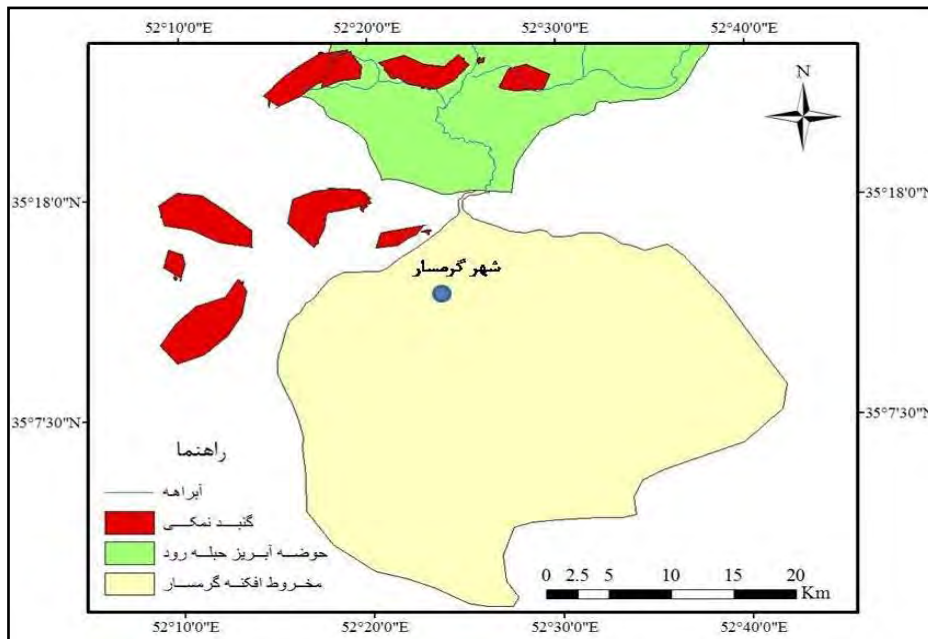 52°10'0"E 52°20'0"E 52°30'0"E 52°40'0"E
N
35°18'0"N 35°18'0"N
شهر گرمسار
35°7'30"N 35°7'30"N
راهنما
آبراهه
گنبد نمکی
حوضه آبریز حبله رود
مخروط افکنه گرمسار
0 2.5 5 10 15 20
Km
52°10'0"E 52°20'0"E 52°30'0"E 52°40'0"E